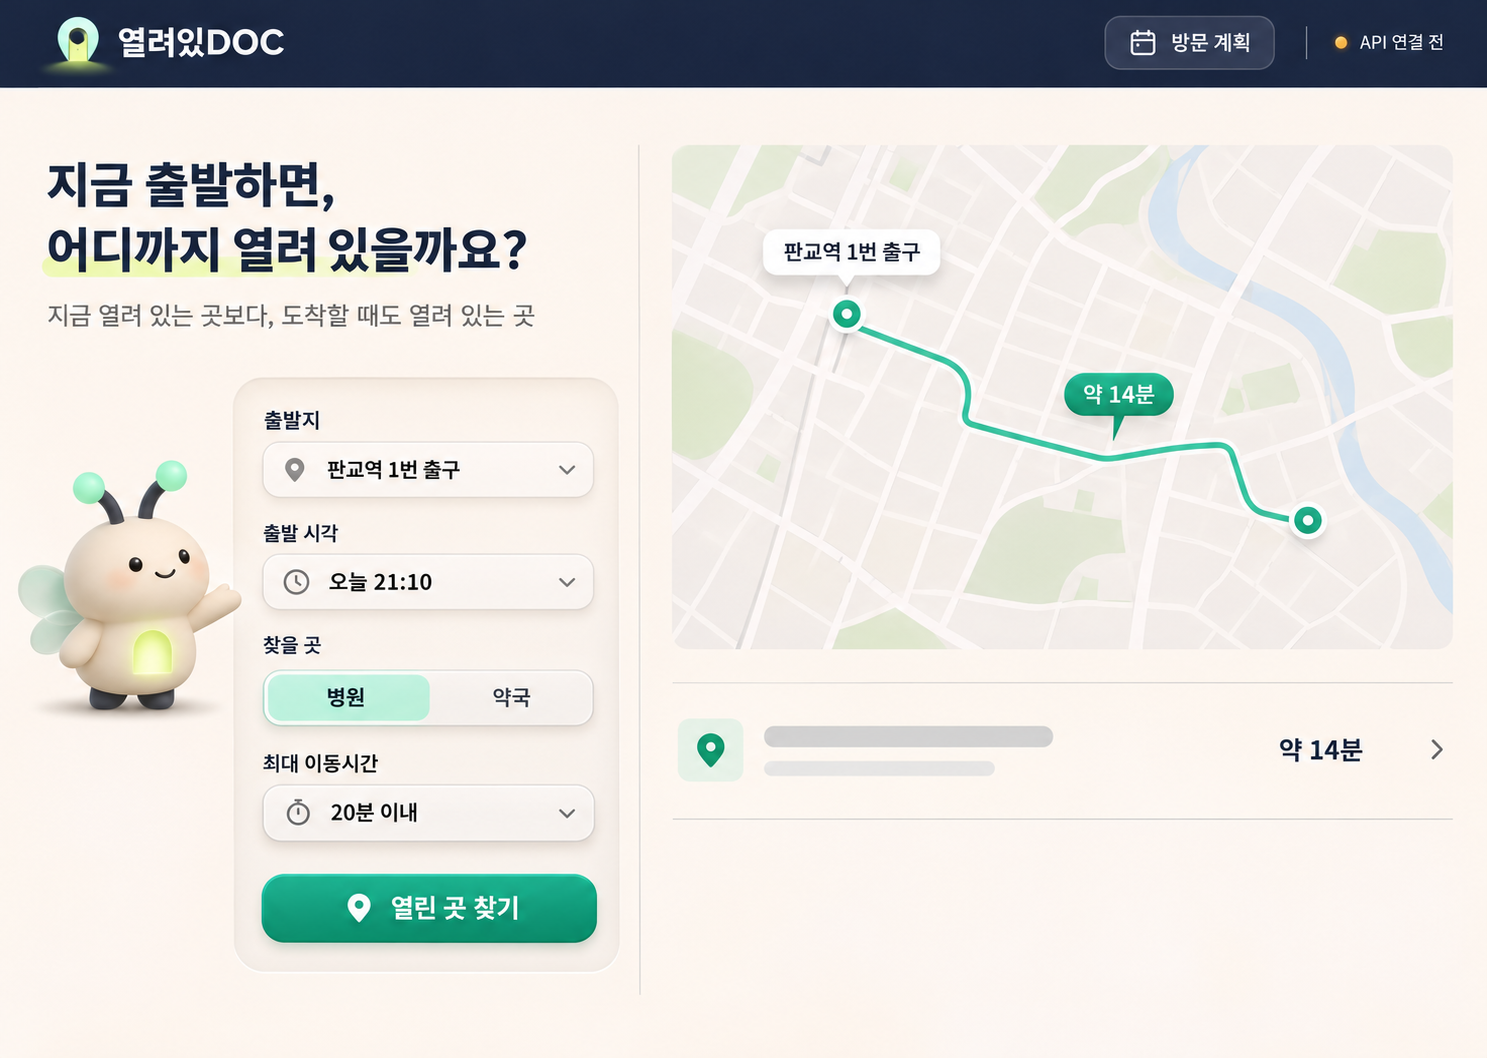 열려있DOC
방문 계획
API 연결 전
지금 출발하면,
어디까지 열려 있을까요?
지금 열려 있는 곳보다, 도착할 때도 열려 있는 곳
출발지
판교역 1번 출구
출발 시각
오늘 21:10
찾을 곳
병원
약국
최대 이동시간
20분 이내
열린 곳 찾기
판교역 1번 출구
약 14분
약 14분